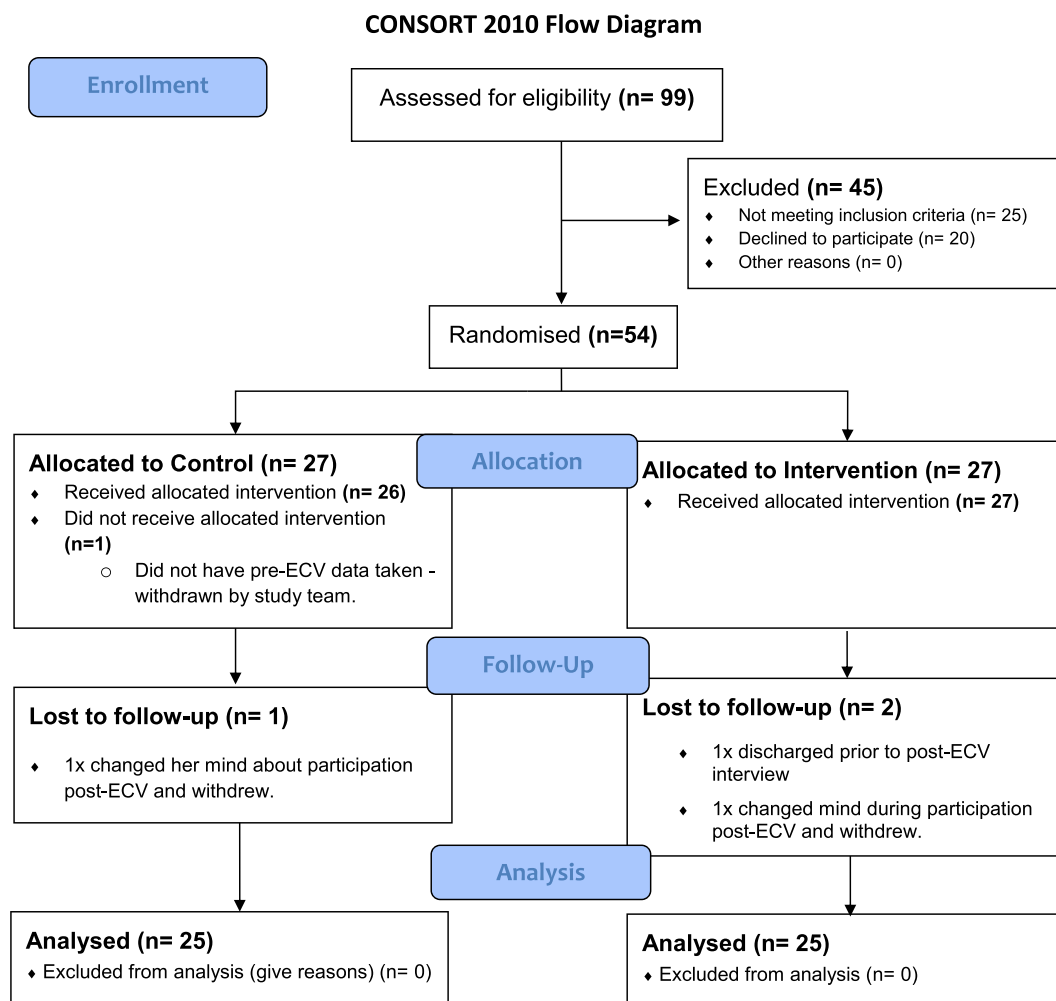 CONSORT 2010 Flow Diagram
Enrollment
Assessed for eligibility (n= 99)
Excluded (n= 45)
♦ Not meeting inclusion criteria (n= 25)
♦ Declined to participate (n= 20)
♦ Other reasons (n= 0)
Randomised (n=54)
Allocation
Allocated to Control (n= 27)
♦ Received allocated intervention (n= 26)
♦ Did not receive allocated intervention
(n=1)
o Did not have pre-ECV data taken -
withdrawn by study team.
Allocated to Intervention (n= 27)
♦ Received allocated intervention (n= 27)
Follow-Up
Lost to follow-up (n= 1)
♦ 1x changed her mind about participation
post-ECV and withdrew.
Lost to follow-up (n= 2)
♦ 1x discharged prior to post-ECV
interview
♦ 1x changed mind during participation
post-ECV and withdrew.
Analysis
Analysed (n= 25)
♦ Excluded from analysis (give reasons) (n= 0)
Analysed (n= 25)
♦ Excluded from analysis (n= 0)